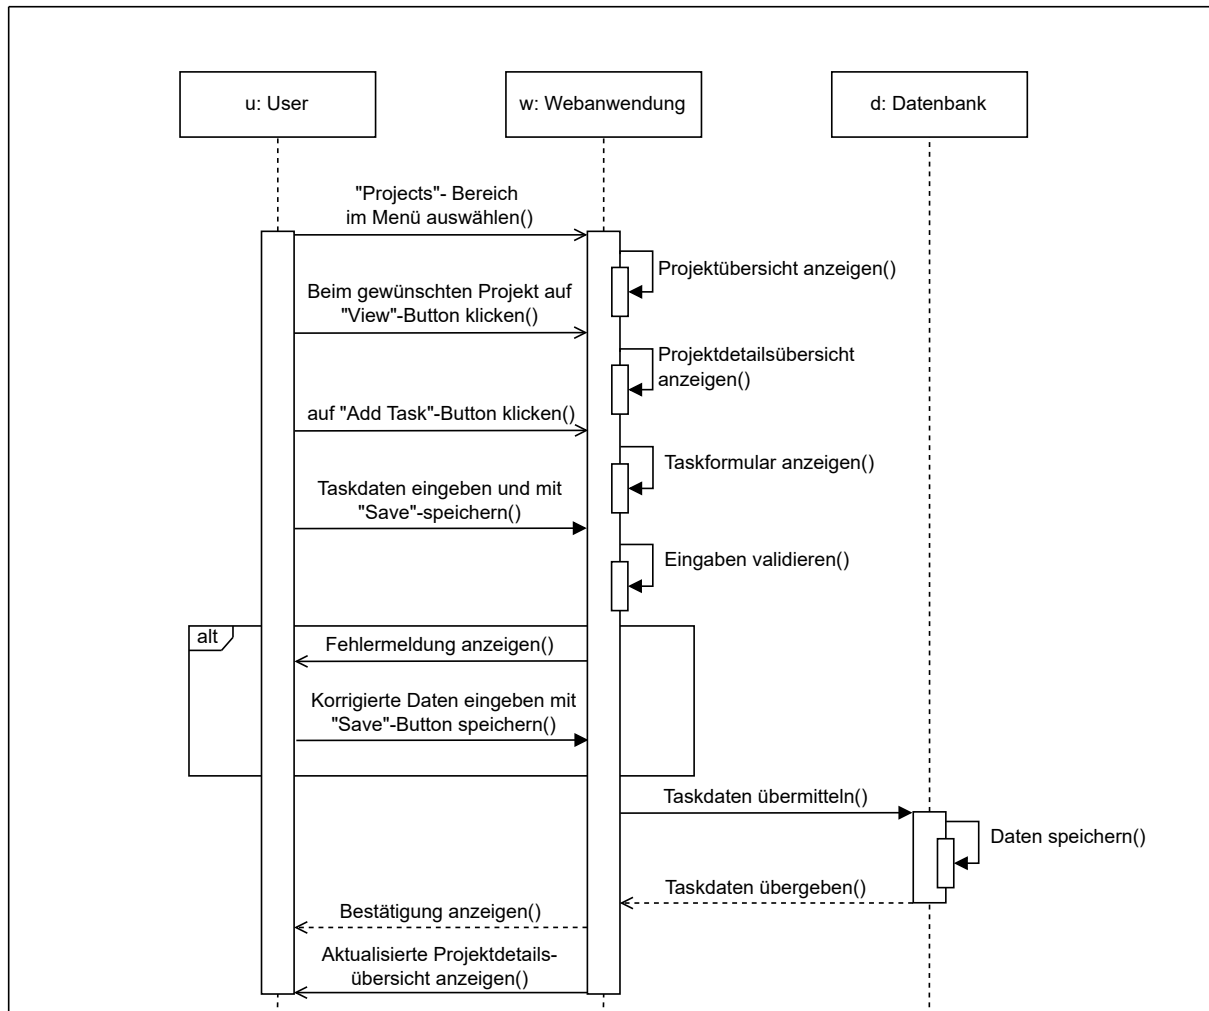 u: User
w: Webanwendung
d: Datenbank
"Projects"- Bereich
im Menü auswählen()
Projektübersicht anzeigen()
Beim gewünschten Projekt auf
"View"-Button klicken()
Projektdetailsübersicht
anzeigen()
auf "Add Task"-Button klicken()
Taskformular anzeigen()
Taskdaten eingeben und mit
"Save"-speichern()
Eingaben validieren()
alt
Fehlermeldung anzeigen()
Korrigierte Daten eingeben mit
"Save"-Button speichern()
Taskdaten übermitteln()
Daten speichern()
Taskdaten übergeben()
Bestätigung anzeigen()
Aktualisierte Projektdetails-
übersicht anzeigen()